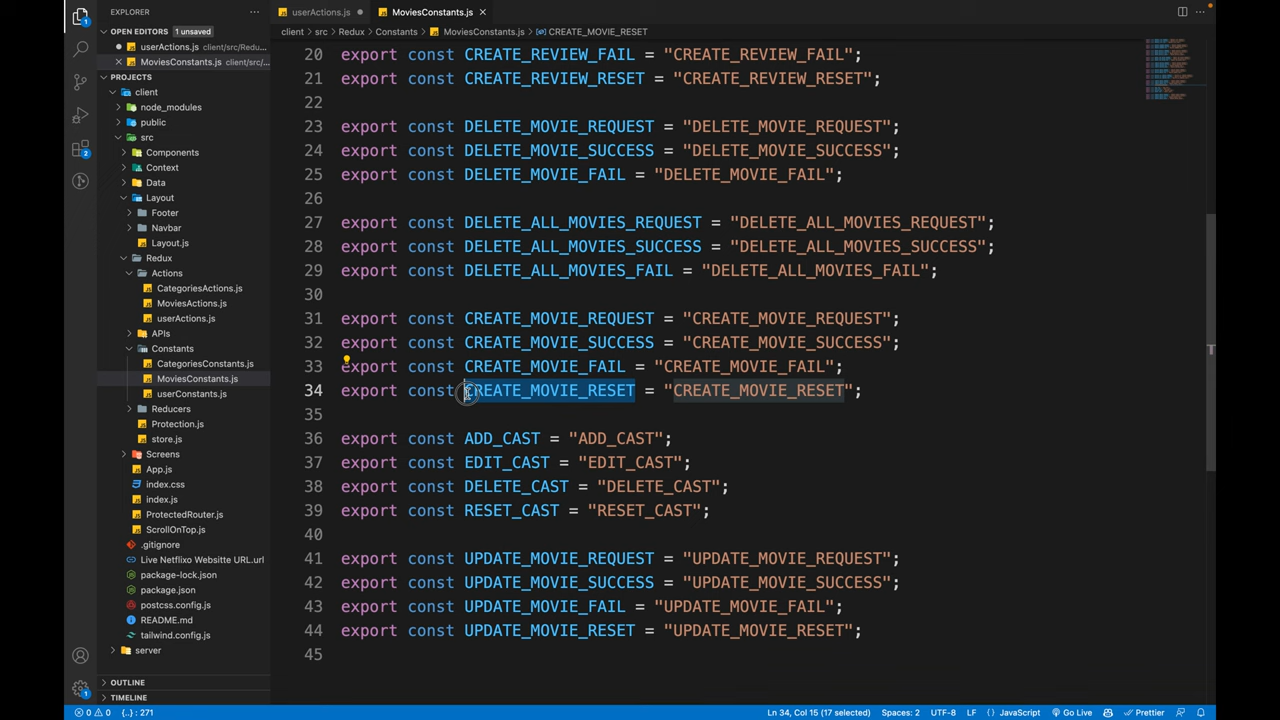 EXPLORER
userActions.js
MoviesConstants.js
OPEN EDITORS 1 unsaved
userActions.js client/src/Redu...
MoviesConstants.js client/src/...
PROJECTS
client
node_modules
public
src
Components
Context
Data
Layout
Footer
Navbar
Layout.js
Redux
Actions
CategoriesActions.js
MoviesActions.js
userActions.js
APIs
Constants
CategoriesConstants.js
MoviesConstants.js
userConstants.js
Reducers
Protection.js
store.js
Screens
App.js
index.css
index.js
ProtectedRouter.js
ScrollOnTop.js
.gitignore
Live Netflixo Websitte URL.url
package-lock.json
package.json
postcss.config.js
README.md
tailwind.config.js
server
OUTLINE
TIMELINE
client > src > Redux > Constants > MoviesConstants.js > CREATE_MOVIE_RESET
20 export const CREATE_REVIEW_FAIL = "CREATE_REVIEW_FAIL";
21 export const CREATE_REVIEW_RESET = "CREATE_REVIEW_RESET";
22
23 export const DELETE_MOVIE_REQUEST = "DELETE_MOVIE_REQUEST";
24 export const DELETE_MOVIE_SUCCESS = "DELETE_MOVIE_SUCCESS";
25 export const DELETE_MOVIE_FAIL = "DELETE_MOVIE_FAIL";
26
27 export const DELETE_ALL_MOVIES_REQUEST = "DELETE_ALL_MOVIES_REQUEST";
28 export const DELETE_ALL_MOVIES_SUCCESS = "DELETE_ALL_MOVIES_SUCCESS";
29 export const DELETE_ALL_MOVIES_FAIL = "DELETE_ALL_MOVIES_FAIL";
30
31 export const CREATE_MOVIE_REQUEST = "CREATE_MOVIE_REQUEST";
32 export const CREATE_MOVIE_SUCCESS = "CREATE_MOVIE_SUCCESS";
33 export const CREATE_MOVIE_FAIL = "CREATE_MOVIE_FAIL";
34 export const CREATE_MOVIE_RESET = "CREATE_MOVIE_RESET";
35
36 export const ADD_CAST = "ADD_CAST";
37 export const EDIT_CAST = "EDIT_CAST";
38 export const DELETE_CAST = "DELETE_CAST";
39 export const RESET_CAST = "RESET_CAST";
40
41 export const UPDATE_MOVIE_REQUEST = "UPDATE_MOVIE_REQUEST";
42 export const UPDATE_MOVIE_SUCCESS = "UPDATE_MOVIE_SUCCESS";
43 export const UPDATE_MOVIE_FAIL = "UPDATE_MOVIE_FAIL";
44 export const UPDATE_MOVIE_RESET = "UPDATE_MOVIE_RESET";
45
0 0 {..} : 271 Ln 34, Col 15 (17 selected) Spaces: 2 UTF-8 LF {} JavaScript Go Live Prettier